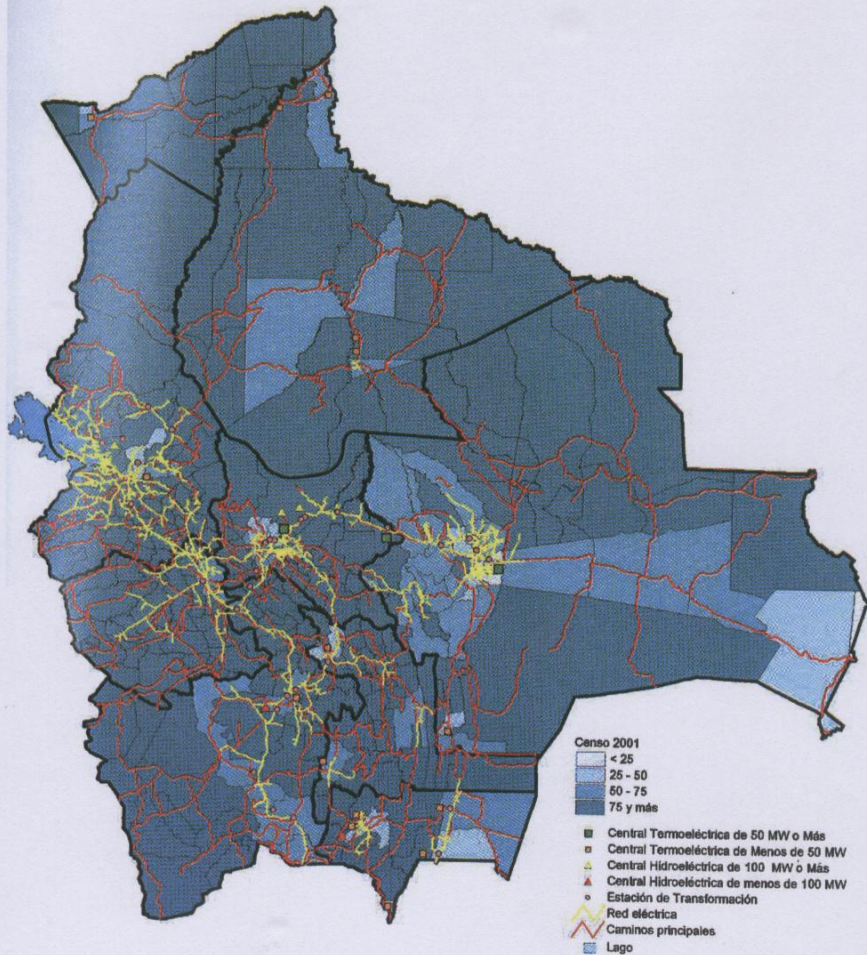 Censo 2001
< 25
25 - 50
50 - 75
75 y más
Central Termoeléctrica de 50 MW o Más
Central Termoeléctrica de Menos de 50 MW
Central Hidroeléctrica de 100 MW o Más
Central Hidroeléctrica de menos de 100 MW
Estación de Transformación
Red eléctrica
Caminos principales
Lago